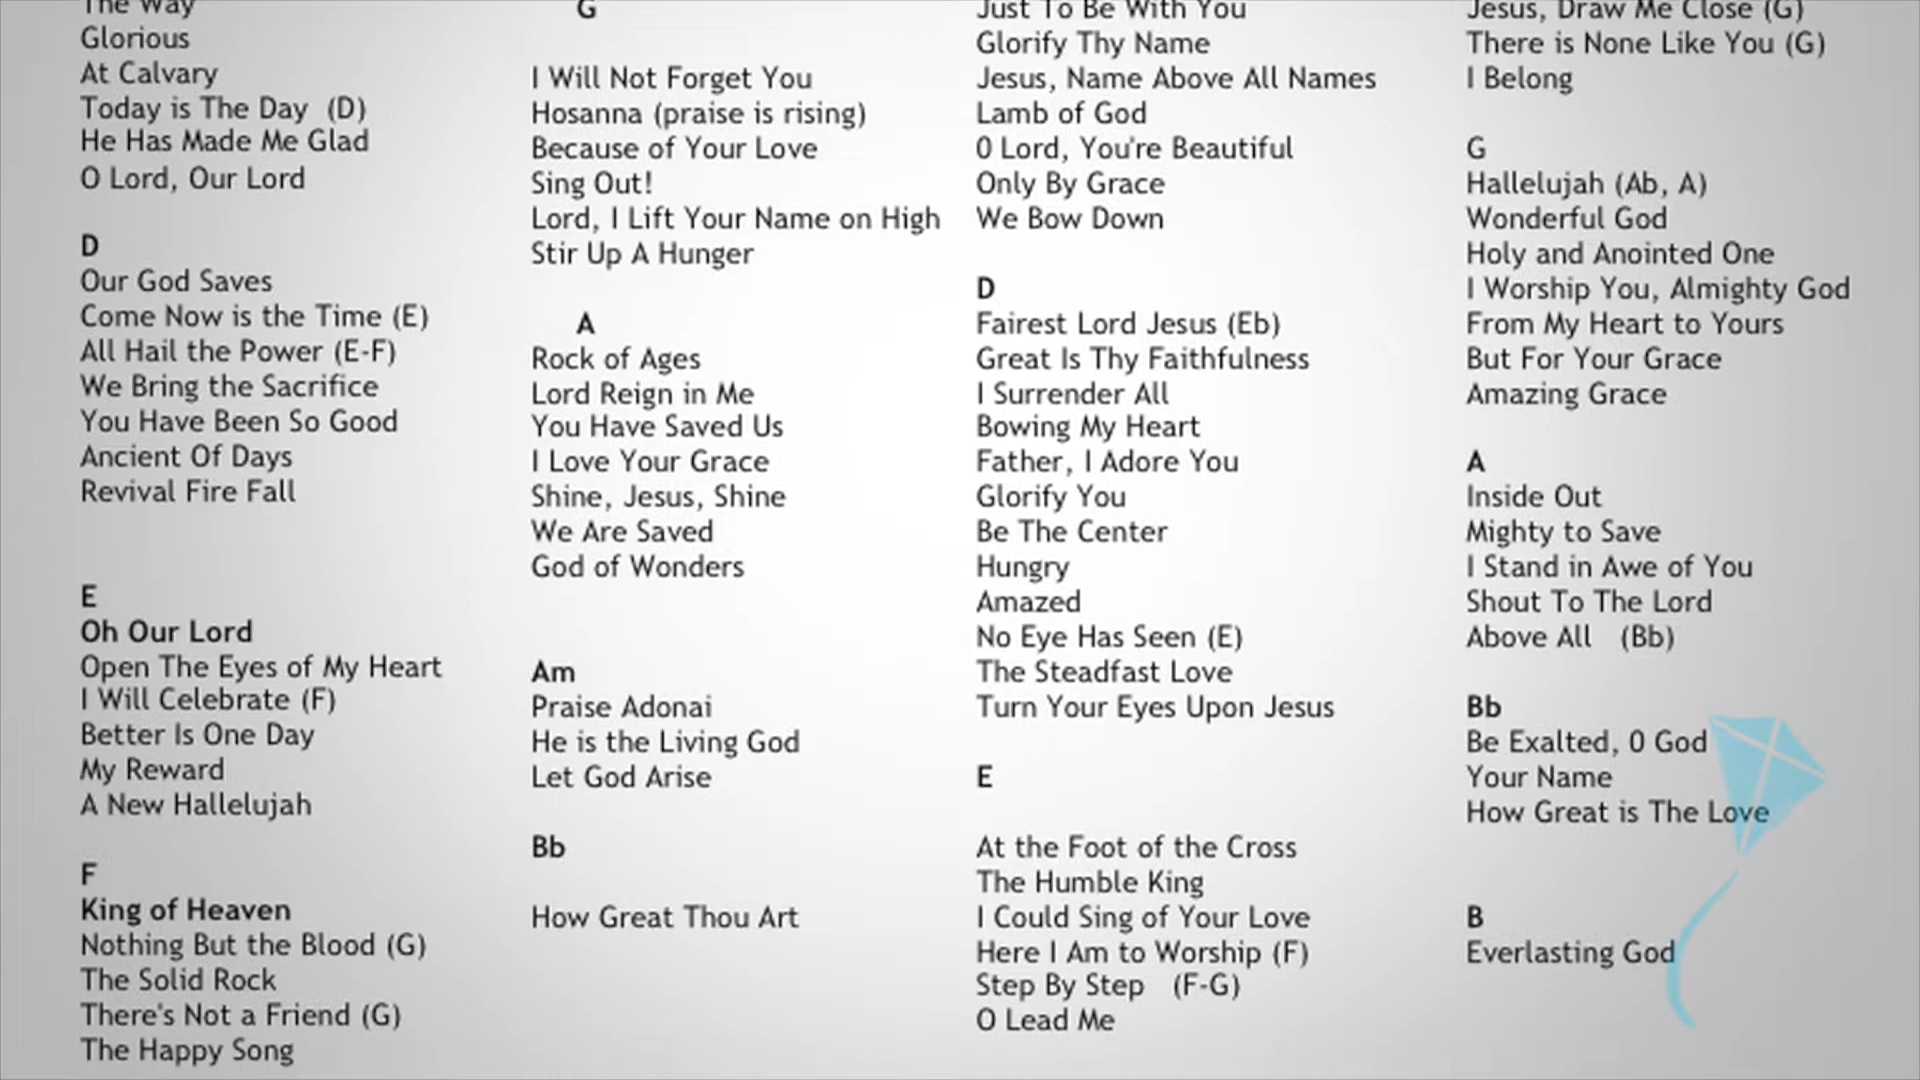 The Way
Glorious
At Calvary
Today is The Day (D)
He Has Made Me Glad
O Lord, Our Lord
D
Our God Saves
Come Now is the Time (E)
All Hail the Power (E-F)
We Bring the Sacrifice
You Have Been So Good
Ancient Of Days
Revival Fire Fall
E
Oh Our Lord
Open The Eyes of My Heart
I Will Celebrate (F)
Better Is One Day
My Reward
A New Hallelujah
F
King of Heaven
Nothing But the Blood (G)
The Solid Rock
There's Not a Friend (G)
The Happy Song
G
I Will Not Forget You
Hosanna (praise is rising)
Because of Your Love
Sing Out!
Lord, I Lift Your Name on High
Stir Up A Hunger
A
Rock of Ages
Lord Reign in Me
You Have Saved Us
I Love Your Grace
Shine, Jesus, Shine
We Are Saved
God of Wonders
Am
Praise Adonai
He is the Living God
Let God Arise
Bb
How Great Thou Art
Just To Be With You
Glorify Thy Name
Jesus, Name Above All Names
Lamb of God
0 Lord, You're Beautiful
Only By Grace
We Bow Down
D
Fairest Lord Jesus (Eb)
Great Is Thy Faithfulness
I Surrender All
Bowing My Heart
Father, I Adore You
Glorify You
Be The Center
Hungry
Amazed
No Eye Has Seen (E)
The Steadfast Love
Turn Your Eyes Upon Jesus
E
At the Foot of the Cross
The Humble King
I Could Sing of Your Love
Here I Am to Worship (F)
Step By Step (F-G)
O Lead Me
Jesus, Draw Me Close (G)
There is None Like You (G)
I Belong
G
Hallelujah (Ab, A)
Wonderful God
Holy and Anointed One
I Worship You, Almighty God
From My Heart to Yours
But For Your Grace
Amazing Grace
A
Inside Out
Mighty to Save
I Stand in Awe of You
Shout To The Lord
Above All (Bb)
Bb
Be Exalted, 0 God
Your Name
How Great is The Love
B
Everlasting God